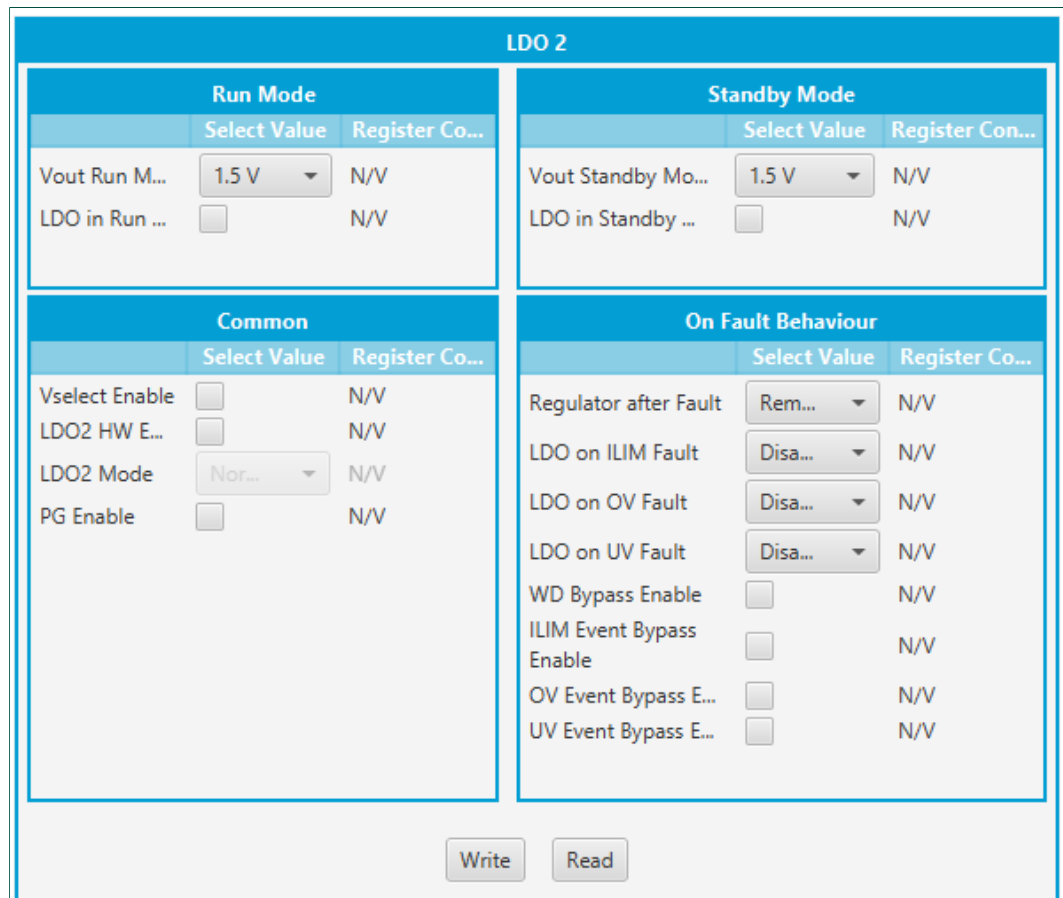 LDO 2
Run Mode
Select Value Register Co...
Vout Run M... 1.5 V N/V
LDO in Run ... N/V
Standby Mode
Select Value Register Con...
Vout Standby Mo... 1.5 V N/V
LDO in Standby ... N/V
Common
Select Value Register Co...
Vselect Enable N/V
LDO2 HW E... N/V
LDO2 Mode Nor... N/V
PG Enable N/V
On Fault Behaviour
Select Value Register Co...
Regulator after Fault Rem... N/V
LDO on ILIM Fault Disa... N/V
LDO on OV Fault Disa... N/V
LDO on UV Fault Disa... N/V
WD Bypass Enable N/V
ILIM Event Bypass
Enable N/V
OV Event Bypass E... N/V
UV Event Bypass E... N/V
Write Read